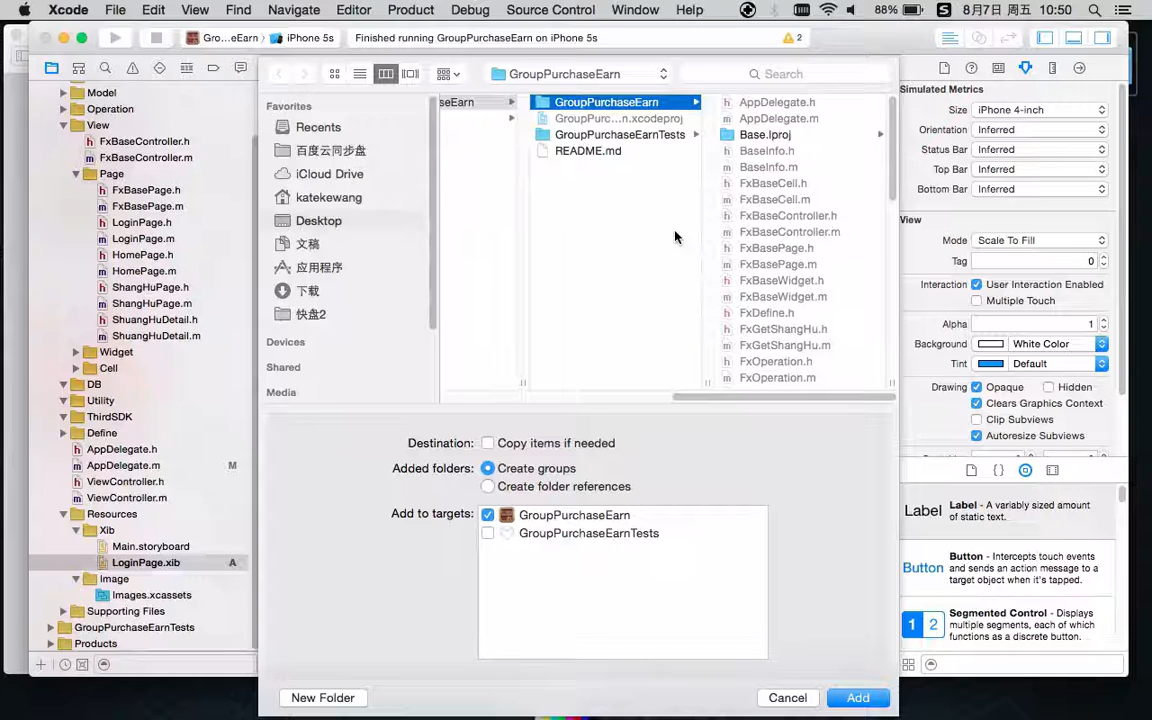 Xcode File Edit View Find Navigate Editor Product Debug Source Control Window Help 88% 8月7日 周五 10:50
Gro...eEarn iPhone 5s Finished running GroupPurchaseEarn on iPhone 5s 2
Model
Operation
View
FxBaseController.h
FxBaseController.m
Page
FxBasePage.h
FxBasePage.m
LoginPage.h
LoginPage.m
HomePage.h
HomePage.m
ShangHuPage.h
ShangHuPage.m
ShuangHuDetail.h
ShuangHuDetail.m
Widget
Cell
DB
Utility
ThirdSDK
Define
AppDelegate.h
AppDelegate.m M
ViewController.h
ViewController.m
Resources
Xib
Main.storyboard
LoginPage.xib A
Image
Images.xcassets
Supporting Files
GroupPurchaseEarnTests
Products
GroupPurchaseEarn
Search
Favorites
Recents
百度云同步盘
iCloud Drive
katekewang
Desktop
文稿
应用程序
下载
快盘2
Devices
Shared
Media
seEarn
GroupPurchaseEarn
GroupPurc...n.xcodeproj
GroupPurchaseEarnTests
README.md
AppDelegate.h
AppDelegate.m
Base.lproj
BaseInfo.h
BaseInfo.m
FxBaseCell.h
FxBaseCell.m
FxBaseController.h
FxBaseController.m
FxBasePage.h
FxBasePage.m
FxBaseWidget.h
FxBaseWidget.m
FxDefine.h
FxGetShangHu.h
FxGetShangHu.m
FxOperation.h
FxOperation.m
Destination: Copy items if needed
Added folders: Create groups
Create folder references
Add to targets: GroupPurchaseEarn
GroupPurchaseEarnTests
New Folder Cancel Add
Simulated Metrics
Size iPhone 4-inch
Orientation Inferred
Status Bar Inferred
Top Bar Inferred
Bottom Bar Inferred
View
Mode Scale To Fill
Tag 0
Interaction User Interaction Enabled
Multiple Touch
Alpha 1
Background White Color
Tint Default
Drawing Opaque Hidden
Clears Graphics Context
Clip Subviews
Autoresize Subviews
Label Label - A variably sized amount
of static text.
Button Button - Intercepts touch events
and sends an action message to a
target object when it's tapped.
1 2 Segmented Control - Displays
multiple segments, each of which
functions as a discrete button.